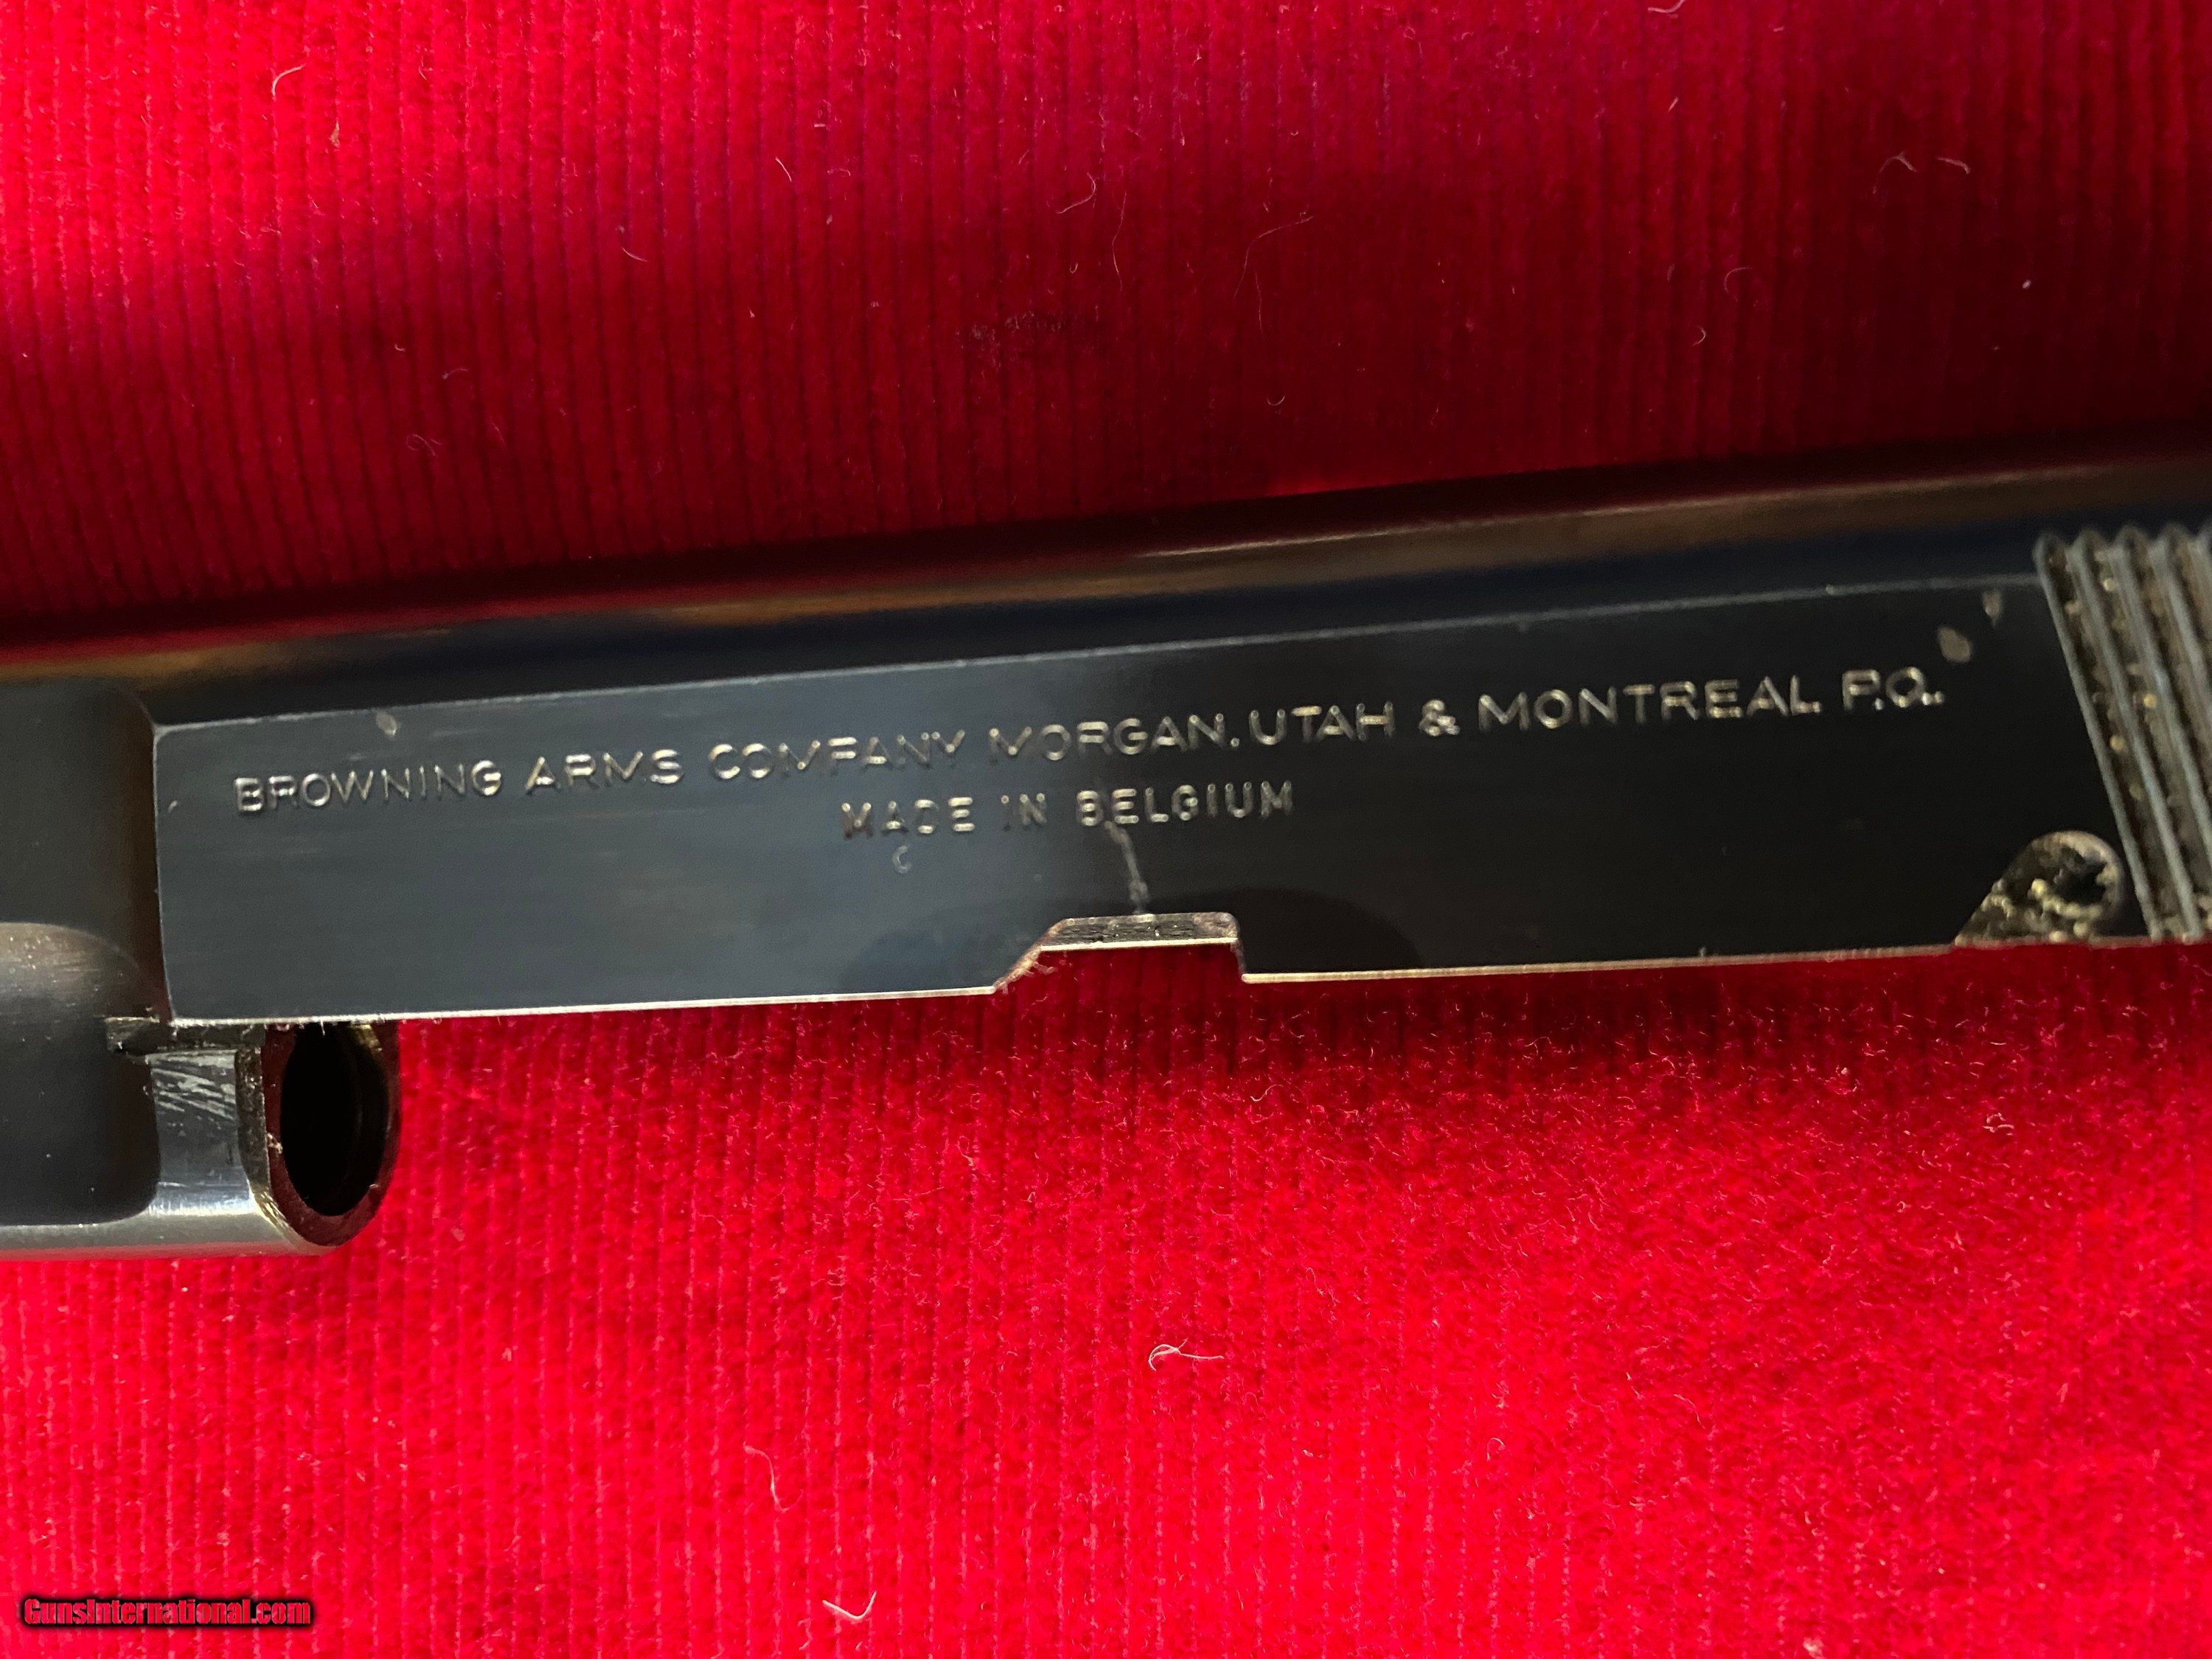 BROWNING ARMS COMPANY MORGAN, UTAH & MONTREAL P.Q.
MADE IN BELGIUM
GunsInternational.com